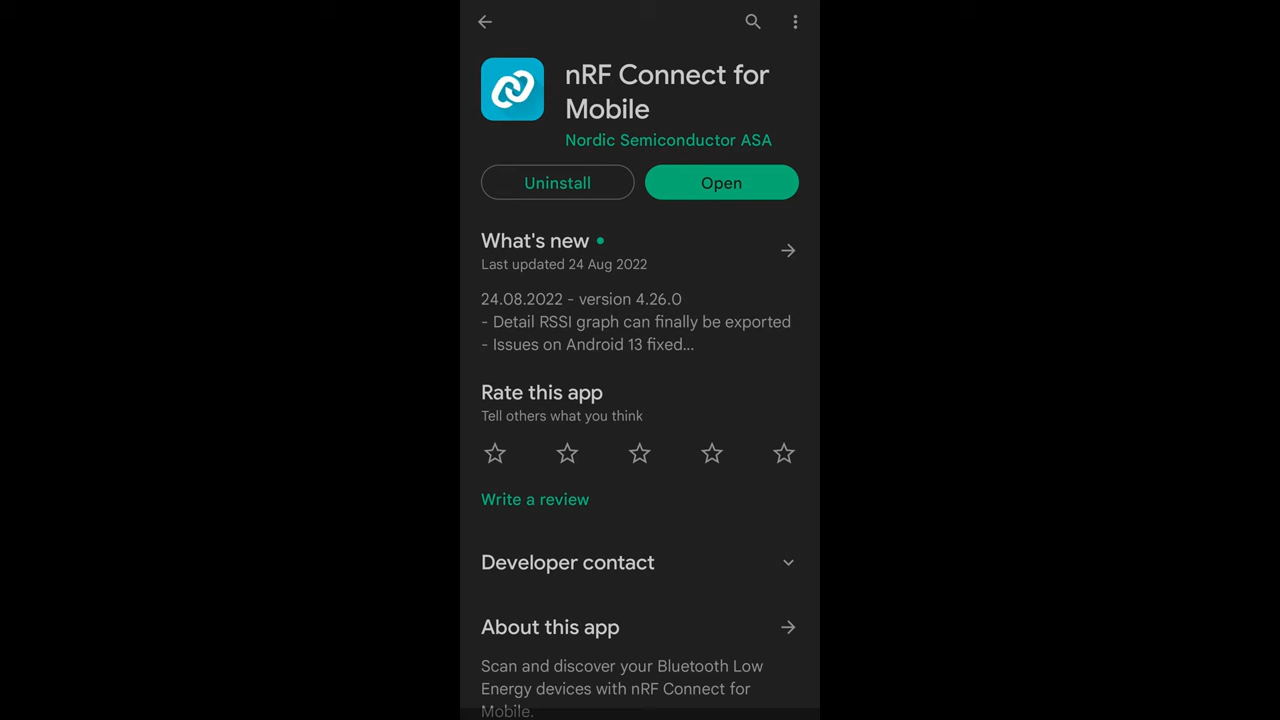 nRF Connect for
Mobile
Nordic Semiconductor ASA
Uninstall
Open
What's new
Last updated 24 Aug 2022
24.08.2022 - version 4.26.0
- Detail RSSI graph can finally be exported
- Issues on Android 13 fixed...
Rate this app
Tell others what you think
Write a review
Developer contact
About this app
Scan and discover your Bluetooth Low
Energy devices with nRF Connect for
Mobile.